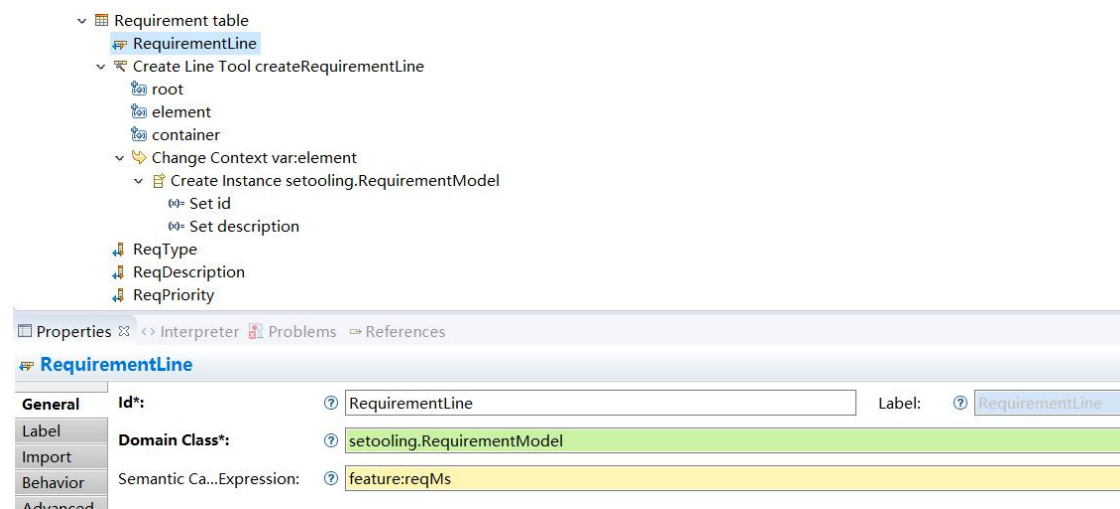 Requirement table
RequirementLine
Create Line Tool createRequirementLine
root
element
container
Change Context var:element
Create Instance setooling.RequirementModel
Set id
Set description
ReqType
ReqDescription
ReqPriority
Properties Interpreter Problems References
RequirementLine
General Id*: RequirementLine Label: RequirementLine
Label
Domain Class*: setooling.RequirementModel
Import
Behavior Semantic Ca...Expression: feature:reqMs
Advanced